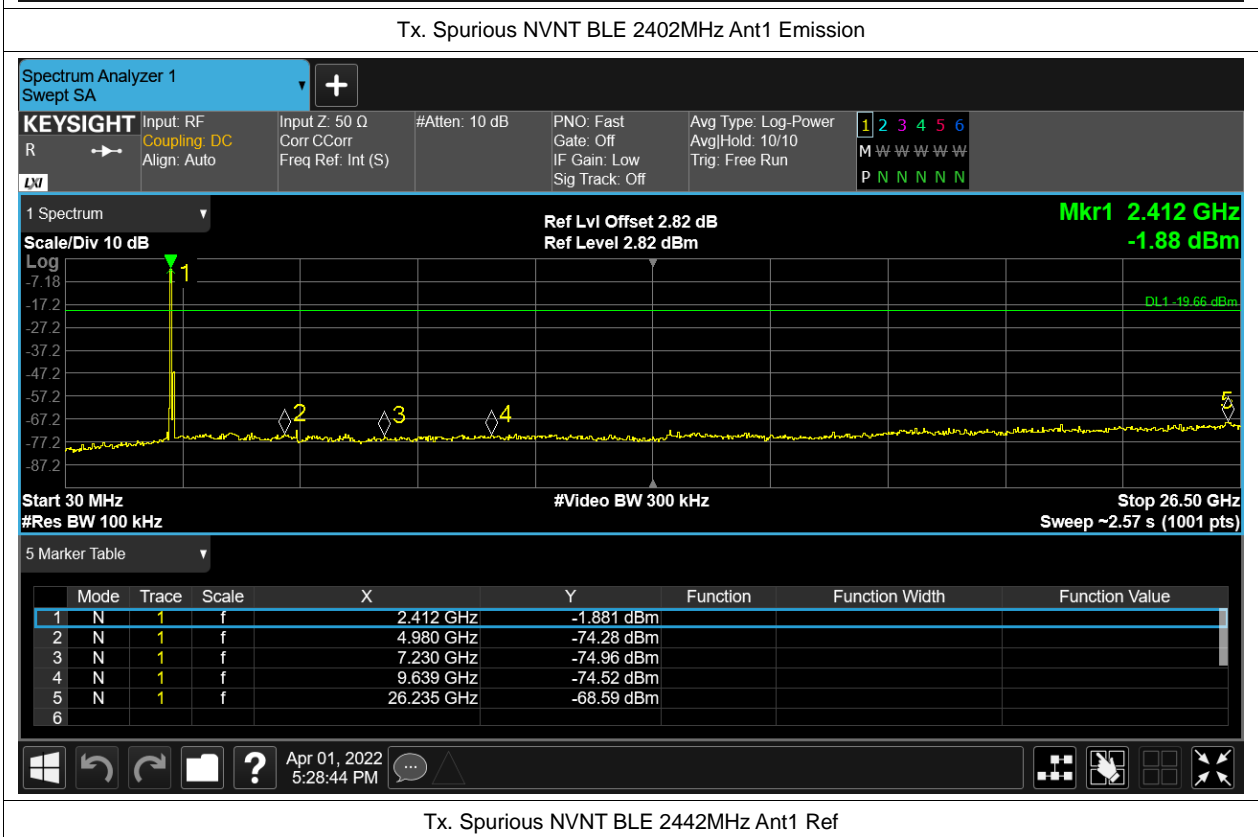 Tx. Spurious NVNT BLE 2402MHz Ant1 Emission
Spectrum Analyzer 1
Swept SA
+
KEYSIGHT Input: RF Input Z: 50 Ω #Atten: 10 dB PNO: Fast Avg Type: Log-Power 1 2 3 4 5 6
R Coupling: DC Corr CCorr Gate: Off Avg|Hold: 10/10 M W W W W W
Align: Auto Freq Ref: Int (S) IF Gain: Low Trig: Free Run
LXI Sig Track: Off P N N N N N
1 Spectrum Ref Lvl Offset 2.82 dB Mkr1 2.412 GHz
Scale/Div 10 dB Ref Level 2.82 dBm -1.88 dBm
Log
1
-7.18
-17.2 DL1 -19.66 dBm
-27.2
-37.2
-47.2
-57.2 5
-67.2 2 3 4
-77.2
-87.2
Start 30 MHz #Video BW 300 kHz Stop 26.50 GHz
#Res BW 100 kHz Sweep ~2.57 s (1001 pts)
5 Marker Table
Mode Trace Scale X Y Function Function Width Function Value
1 N 1 f 2.412 GHz -1.881 dBm
2 N 1 f 4.980 GHz -74.28 dBm
3 N 1 f 7.230 GHz -74.96 dBm
4 N 1 f 9.639 GHz -74.52 dBm
5 N 1 f 26.235 GHz -68.59 dBm
6
? Apr 01, 2022
5:28:44 PM
Tx. Spurious NVNT BLE 2442MHz Ant1 Ref